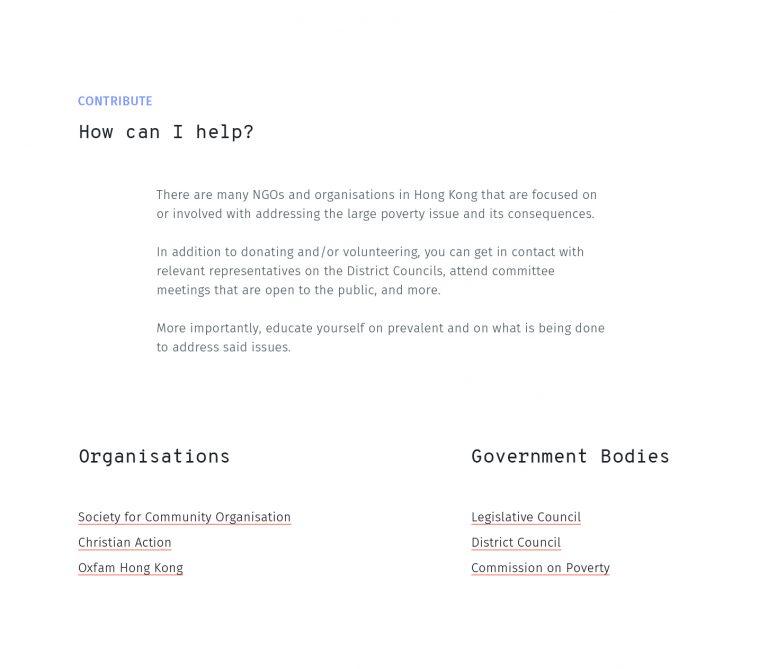 CONTRIBUTE
How can I help?
There are many NGOs and organisations in Hong Kong that are focused on
or involved with addressing the large poverty issue and its consequences.
In addition to donating and/or volunteering, you can get in contact with
relevant representatives on the District Councils, attend committee
meetings that are open to the public, and more.
More importantly, educate yourself on prevalent and on what is being done
to address said issues.
Organisations
Society for Community Organisation
Christian Action
Oxfam Hong Kong
Government Bodies
Legislative Council
District Council
Commission on Poverty